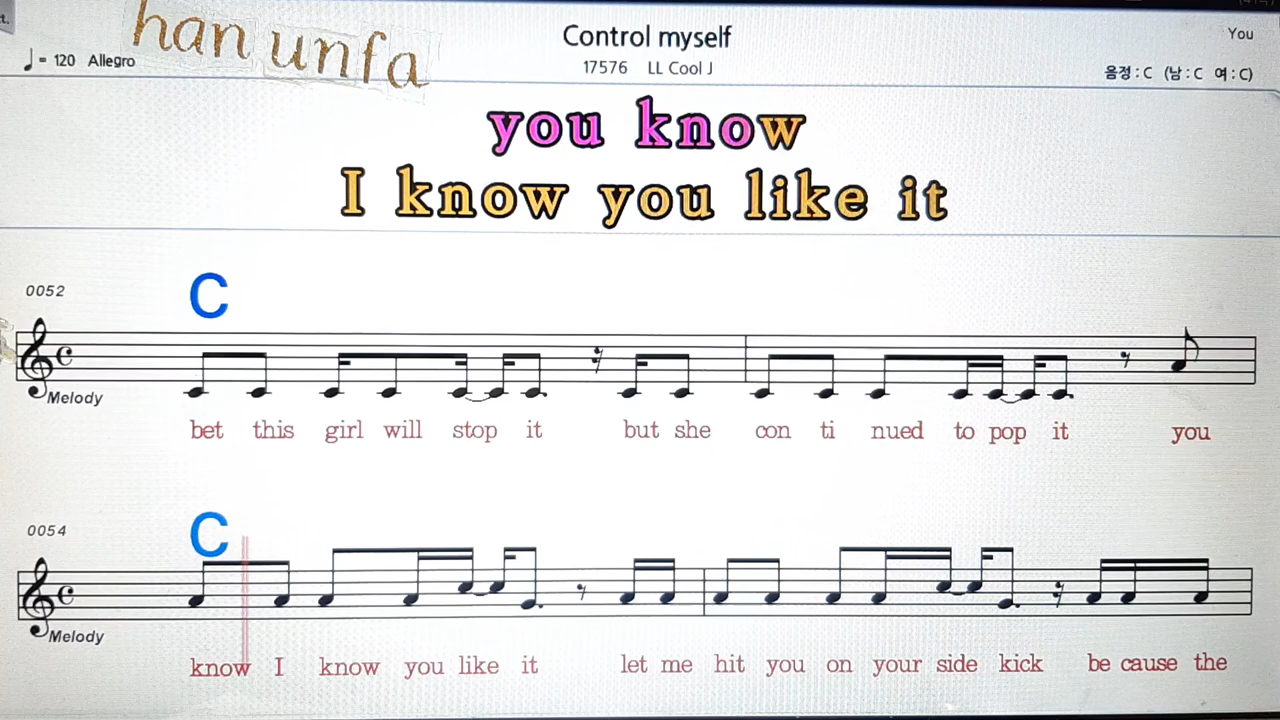 t.
han unfa
Control myself
You
♩ = 120 Allegro
17576 LL Cool J
음정 : C (남 : C 여 : C)
you know
I know you like it
0052
C
Melody
bet this girl will stop it but she con ti nued to pop it you
0054
C
Melody
know I know you like it let me hit you on your side kick be cause the